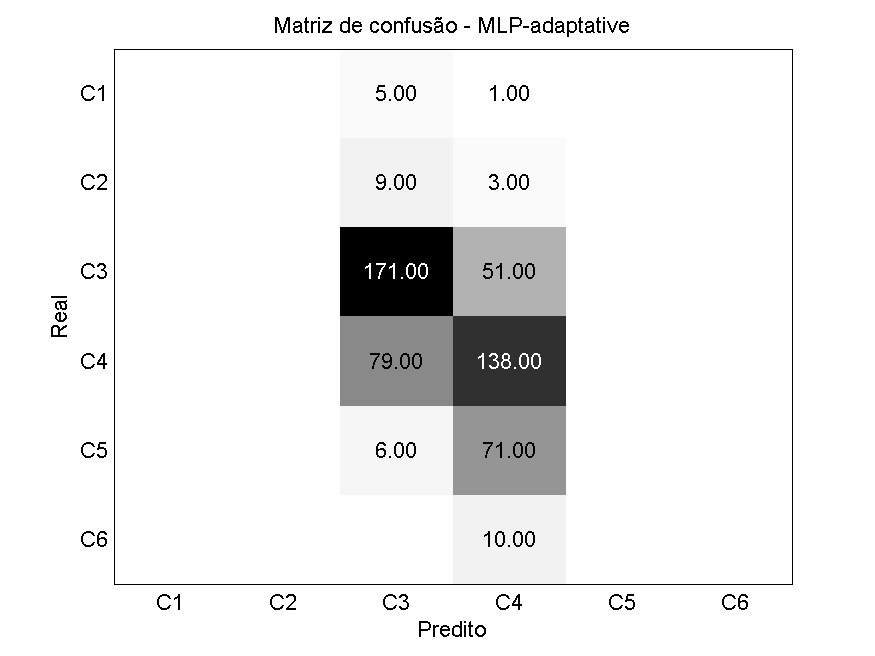 Matriz de confusão - MLP-adaptative
C1 5.00 1.00
C2 9.00 3.00
C3 171.00 51.00
Real
C4 79.00 138.00
C5 6.00 71.00
C6 10.00
C1 C2 C3 C4 C5 C6
Predito